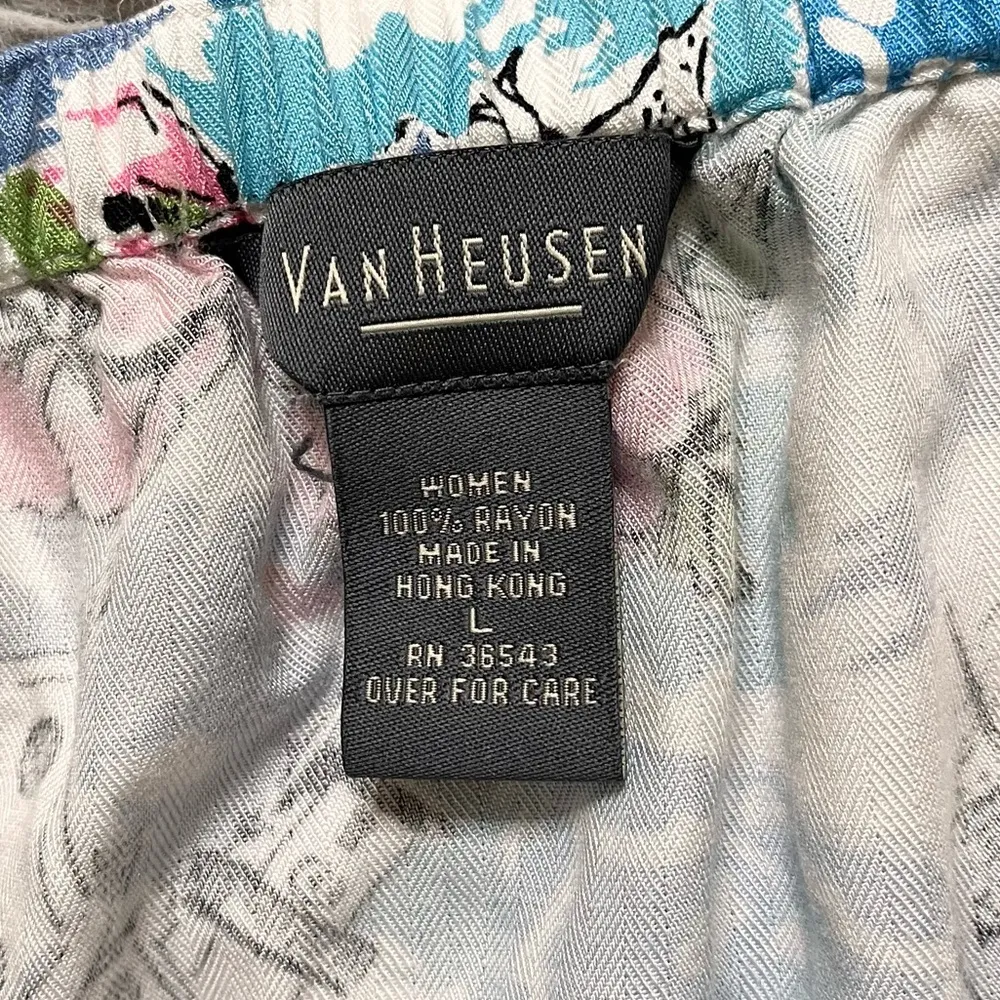 VAN HEUSEN
WOMEN
100% RAYON
MADE IN
HONG KONG
L
RN 36543
OVER FOR CARE